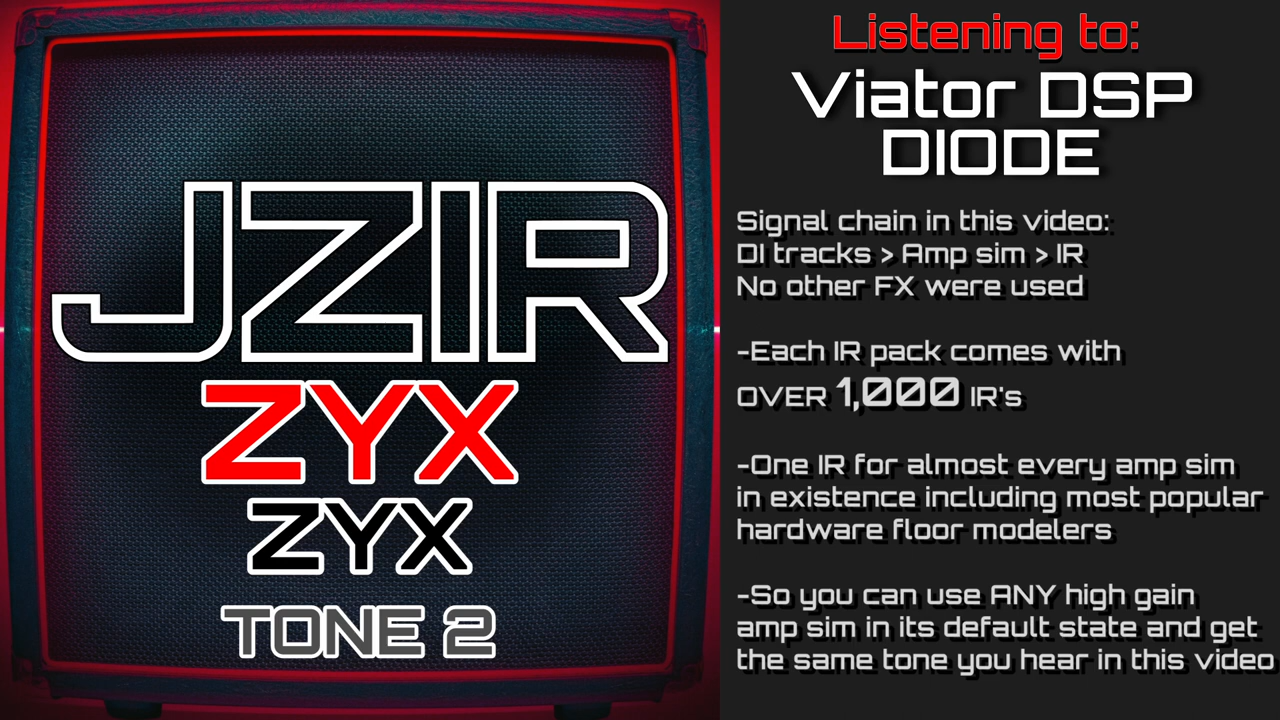 JZIR
ZYX
ZYX
TONE 2
Listening to:
Viator DSP
DIODE
Signal chain in this video:
DI tracks > Amp sim > IR
No other FX were used
-Each IR pack comes with
OVER 1,000 IR's
-One IR for almost every amp sim
in existence including most popular
hardware floor modelers
-So you can use ANY high gain
amp sim in its default state and get
the same tone you hear in this video